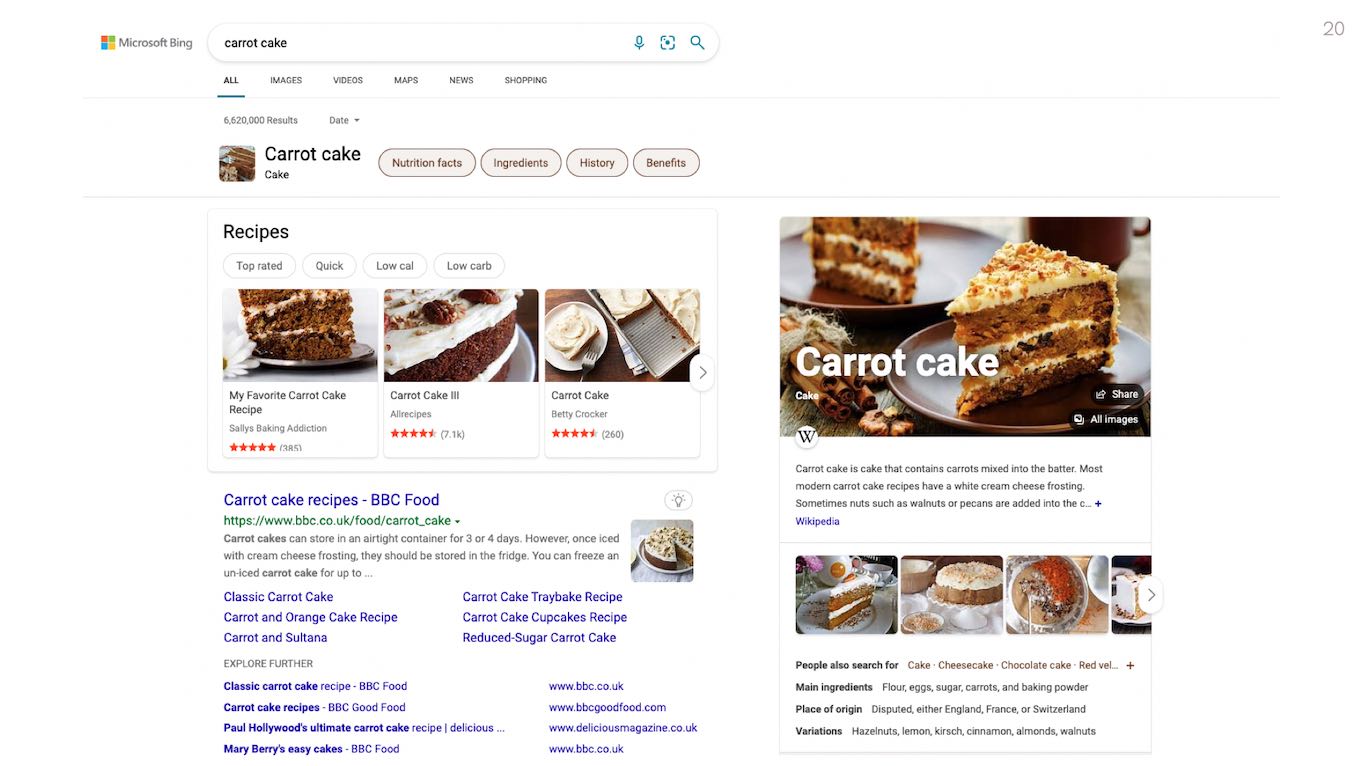 20
Microsoft Bing
carrot cake
ALL IMAGES VIDEOS MAPS NEWS SHOPPING
6,620,000 Results Date
Carrot cake
Cake
Nutrition facts Ingredients History Benefits
Recipes
Top rated Quick Low cal Low carb
My Favorite Carrot Cake
Recipe
Sallys Baking Addiction
(385)
Carrot Cake III
Allrecipes
(7.1k)
Carrot Cake
Betty Crocker
(260)
Carrot cake recipes - BBC Food
https://www.bbc.co.uk/food/carrot_cake
Carrot cakes can store in an airtight container for 3 or 4 days. However, once iced
with cream cheese frosting, they should be stored in the fridge. You can freeze an
un-iced carrot cake for up to ...
Classic Carrot Cake Carrot Cake Traybake Recipe
Carrot and Orange Cake Recipe Carrot Cake Cupcakes Recipe
Carrot and Sultana Reduced-Sugar Carrot Cake
EXPLORE FURTHER
Classic carrot cake recipe - BBC Food www.bbc.co.uk
Carrot cake recipes - BBC Good Food www.bbcgoodfood.com
Paul Hollywood's ultimate carrot cake recipe | delicious ... www.deliciousmagazine.co.uk
Mary Berry's easy cakes - BBC Food www.bbc.co.uk
Carrot cake
Cake
Share
All images
W
Carrot cake is cake that contains carrots mixed into the batter. Most
modern carrot cake recipes have a white cream cheese frosting.
Sometimes nuts such as walnuts or pecans are added into the c... +
Wikipedia
People also search for Cake · Cheesecake · Chocolate cake · Red vel... +
Main ingredients Flour, eggs, sugar, carrots, and baking powder
Place of origin Disputed, either England, France, or Switzerland
Variations Hazelnuts, lemon, kirsch, cinnamon, almonds, walnuts